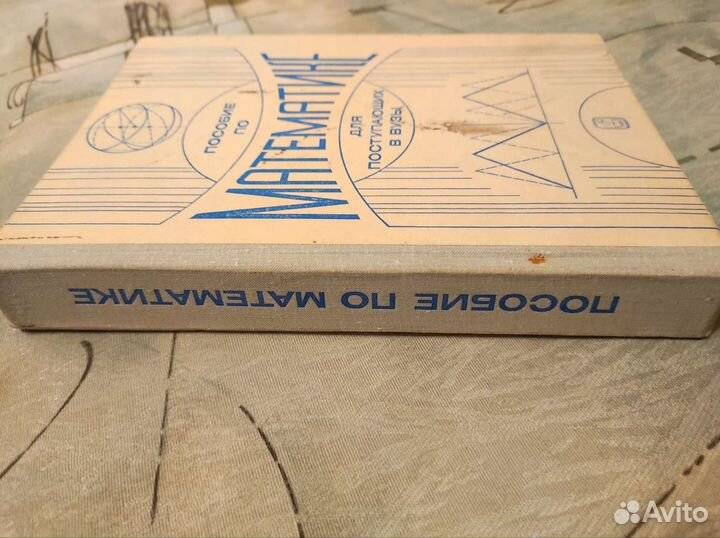 ПОСОБИЕ
ПО
МАТЕМАТИКЕ
ДЛЯ
ПОСТУПАЮЩИХ
В ВУЗЫ
ПОСОБИЕ ПО МАТЕМАТИКЕ
Avito